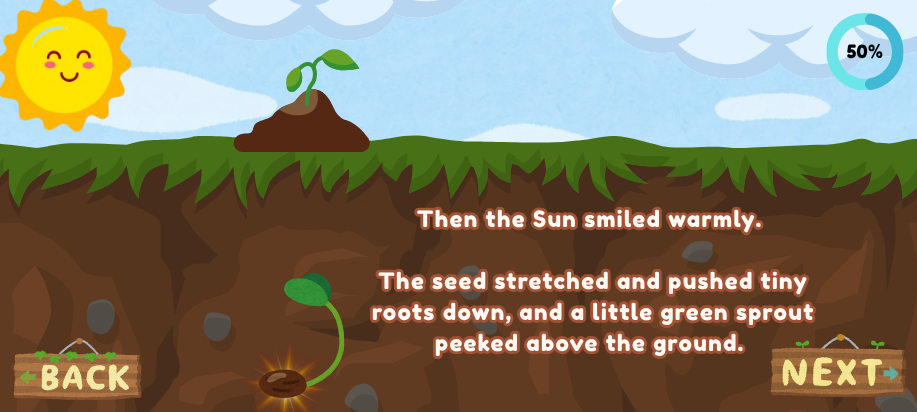 50%
Then the Sun smiled warmly.
The seed stretched and pushed tiny
roots down, and a little green sprout
peeked above the ground.
BACK
NEXT